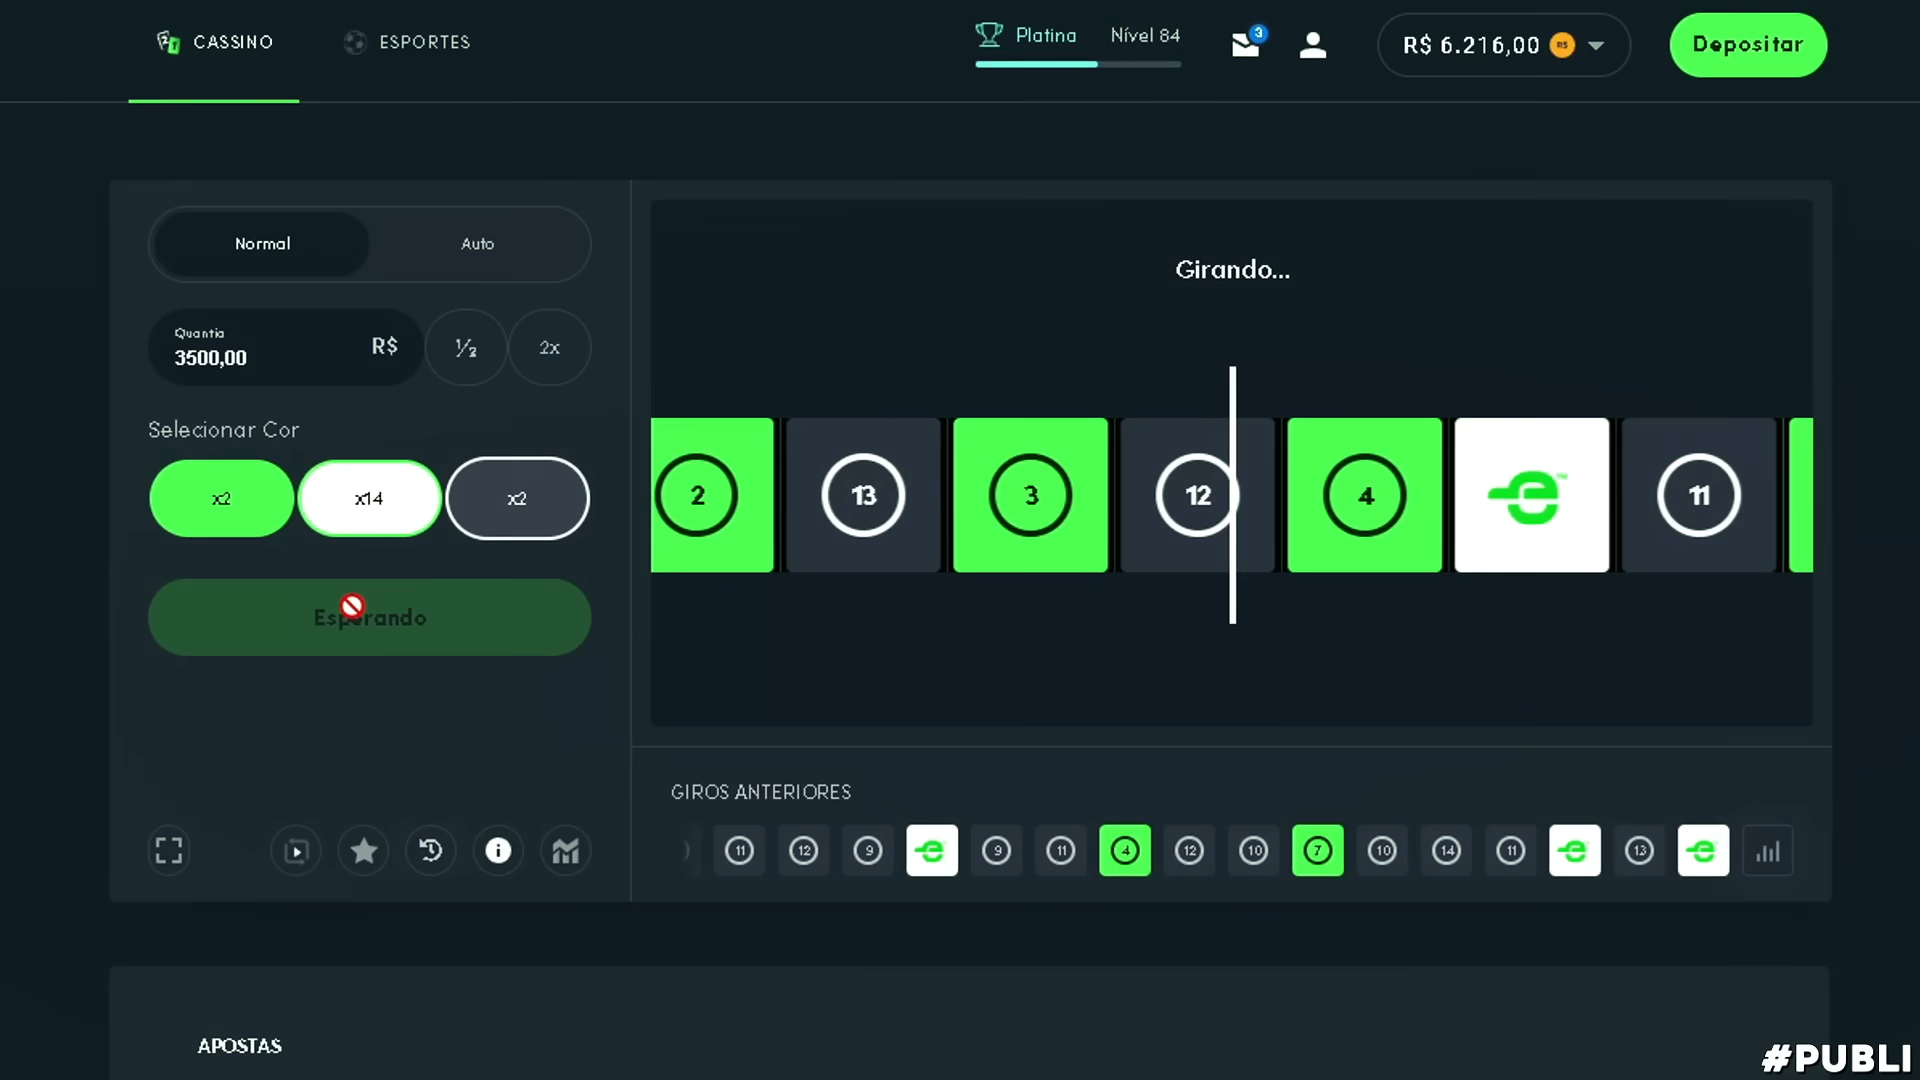 CASSINO
ESPORTES
Platina
Nível 84
3
R$ 6.216,00
R$
Depositar
Normal
Auto
Quantia
3500,00
R$
½
2x
Selecionar Cor
x2
x14
x2
Esperando
Girando...
2
13
3
12
4
e™
11
GIROS ANTERIORES
11
12
9
e
9
11
4
12
10
7
10
14
11
e
13
e
APOSTAS
#PUBLI